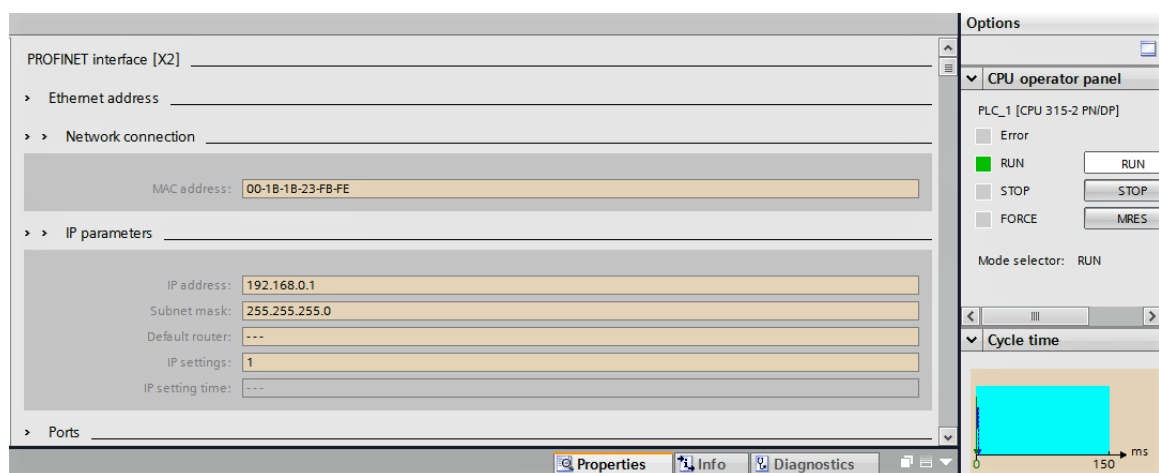 Options
PROFINET interface [X2]
CPU operator panel
Ethernet address
PLC_1 [CPU 315-2 PN/DP]
Error
Network connection
RUN RUN
MAC address: 00-1B-1B-23-FB-FE
STOP STOP
FORCE MRES
IP parameters
Mode selector: RUN
IP address: 192.168.0.1
Subnet mask: 255.255.255.0
Default router: ---
Cycle time
IP settings: 1
IP setting time: ---
Ports
ms
0 150
Properties Info Diagnostics